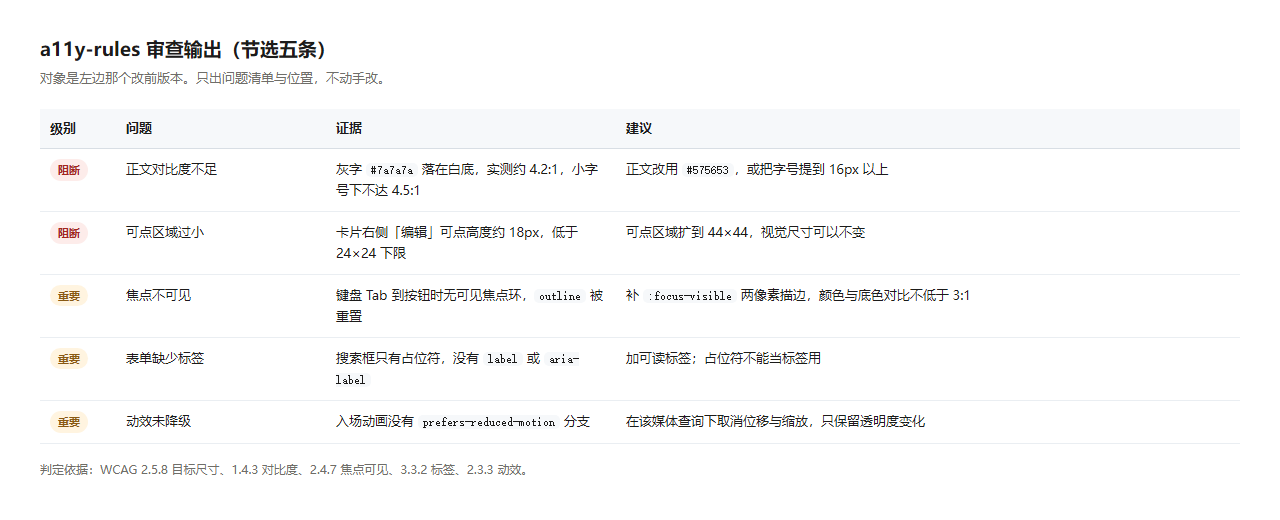 a11y-rules 审查输出（节选五条）
对象是左边那个改前版本。只出问题清单与位置，不动手改。
级别 问题 证据 建议
阻断 正文对比度不足 灰字 #7a7a7a 落在白底，实测约 4.2:1，小字 正文改用 #575653，或把字号提到 16px 以上
号下不达 4.5:1
阻断 可点区域过小 卡片右侧「编辑」可点高度约 18px，低于 可点区域扩到 44×44，视觉尺寸可以不变
24×24 下限
重要 焦点不可见 键盘 Tab 到按钮时无可见焦点环，outline 被 补 :focus-visible 两像素描边，颜色与底色对比不低于 3:1
重置
重要 表单缺少标签 搜索框只有占位符，没有 label 或 aria- 加可读标签；占位符不能当标签用
label
重要 动效未降级 入场动画没有 prefers-reduced-motion 分支 在该媒体查询下取消位移与缩放，只保留透明度变化
判定依据：WCAG 2.5.8 目标尺寸、1.4.3 对比度、2.4.7 焦点可见、3.3.2 标签、2.3.3 动效。